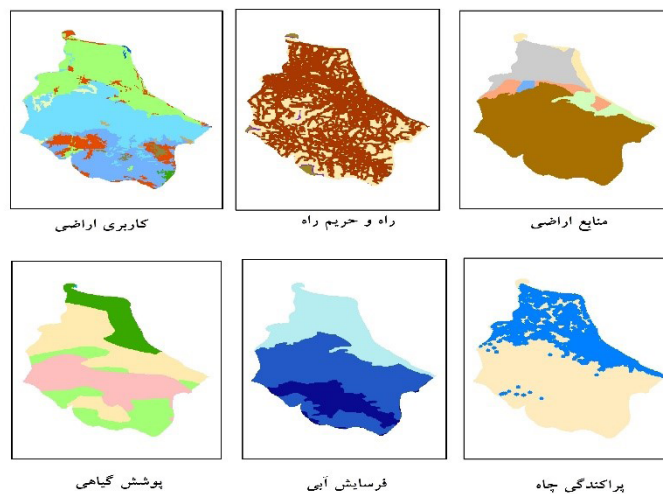 منابع اراضی
راه و حریم راه
کاربری اراضی
پراکندگی چاه
فرسایش آبی
پوشش گیاهی